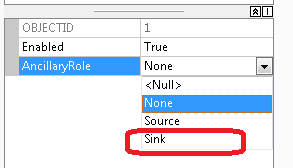 OBJECTID 1
Enabled True
AncillaryRole None
<Null>
None
Source
Sink